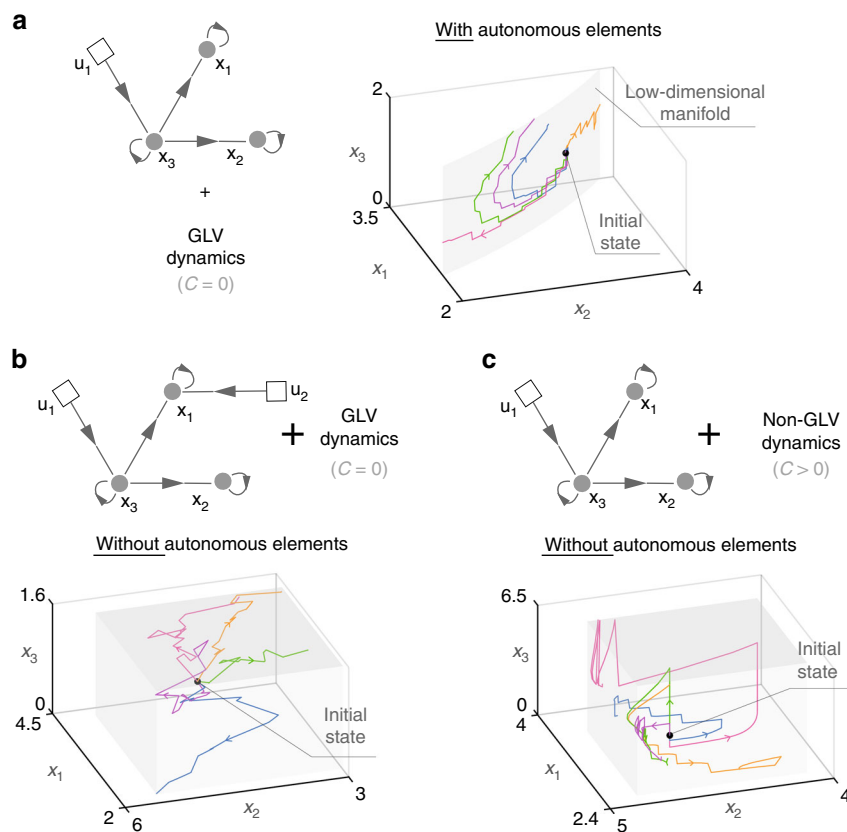 a
u1
x1
x3
x2
+
GLV
dynamics
(C = 0)
With autonomous elements
Low-dimensional
manifold
Initial
state
2
x3
0
3.5
x1
2
x2
4
b
u1
x1
u2
x3
x2
+
GLV
dynamics
(C = 0)
Without autonomous elements
1.6
x3
0
4.5
x1
2
6
x2
3
Initial
state
c
u1
x1
x3
x2
+
Non-GLV
dynamics
(C > 0)
Without autonomous elements
6.5
x3
0
4
x1
2.4
5
x2
4
Initial
state